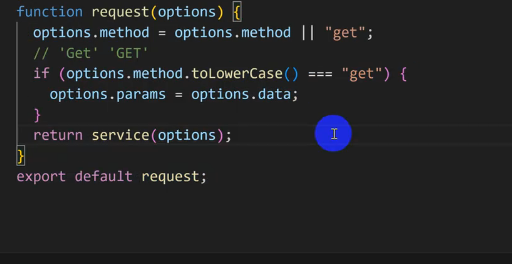 function request(options) {
options.method = options.method || "get";
// 'Get' 'GET'
if (options.method.toLowerCase() === "get") {
options.params = options.data;
}
return service(options);
}
export default request;